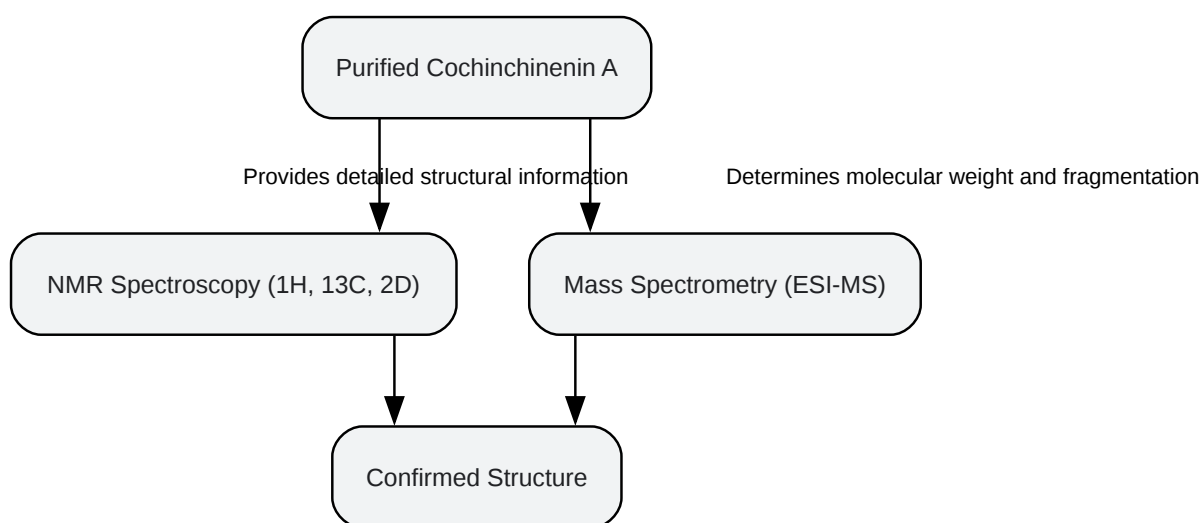 Purified Cochinchinenin A
Provides detailed structural information
Determines molecular weight and fragmentation
NMR Spectroscopy (1H, 13C, 2D)
Mass Spectrometry (ESI-MS)
Confirmed Structure